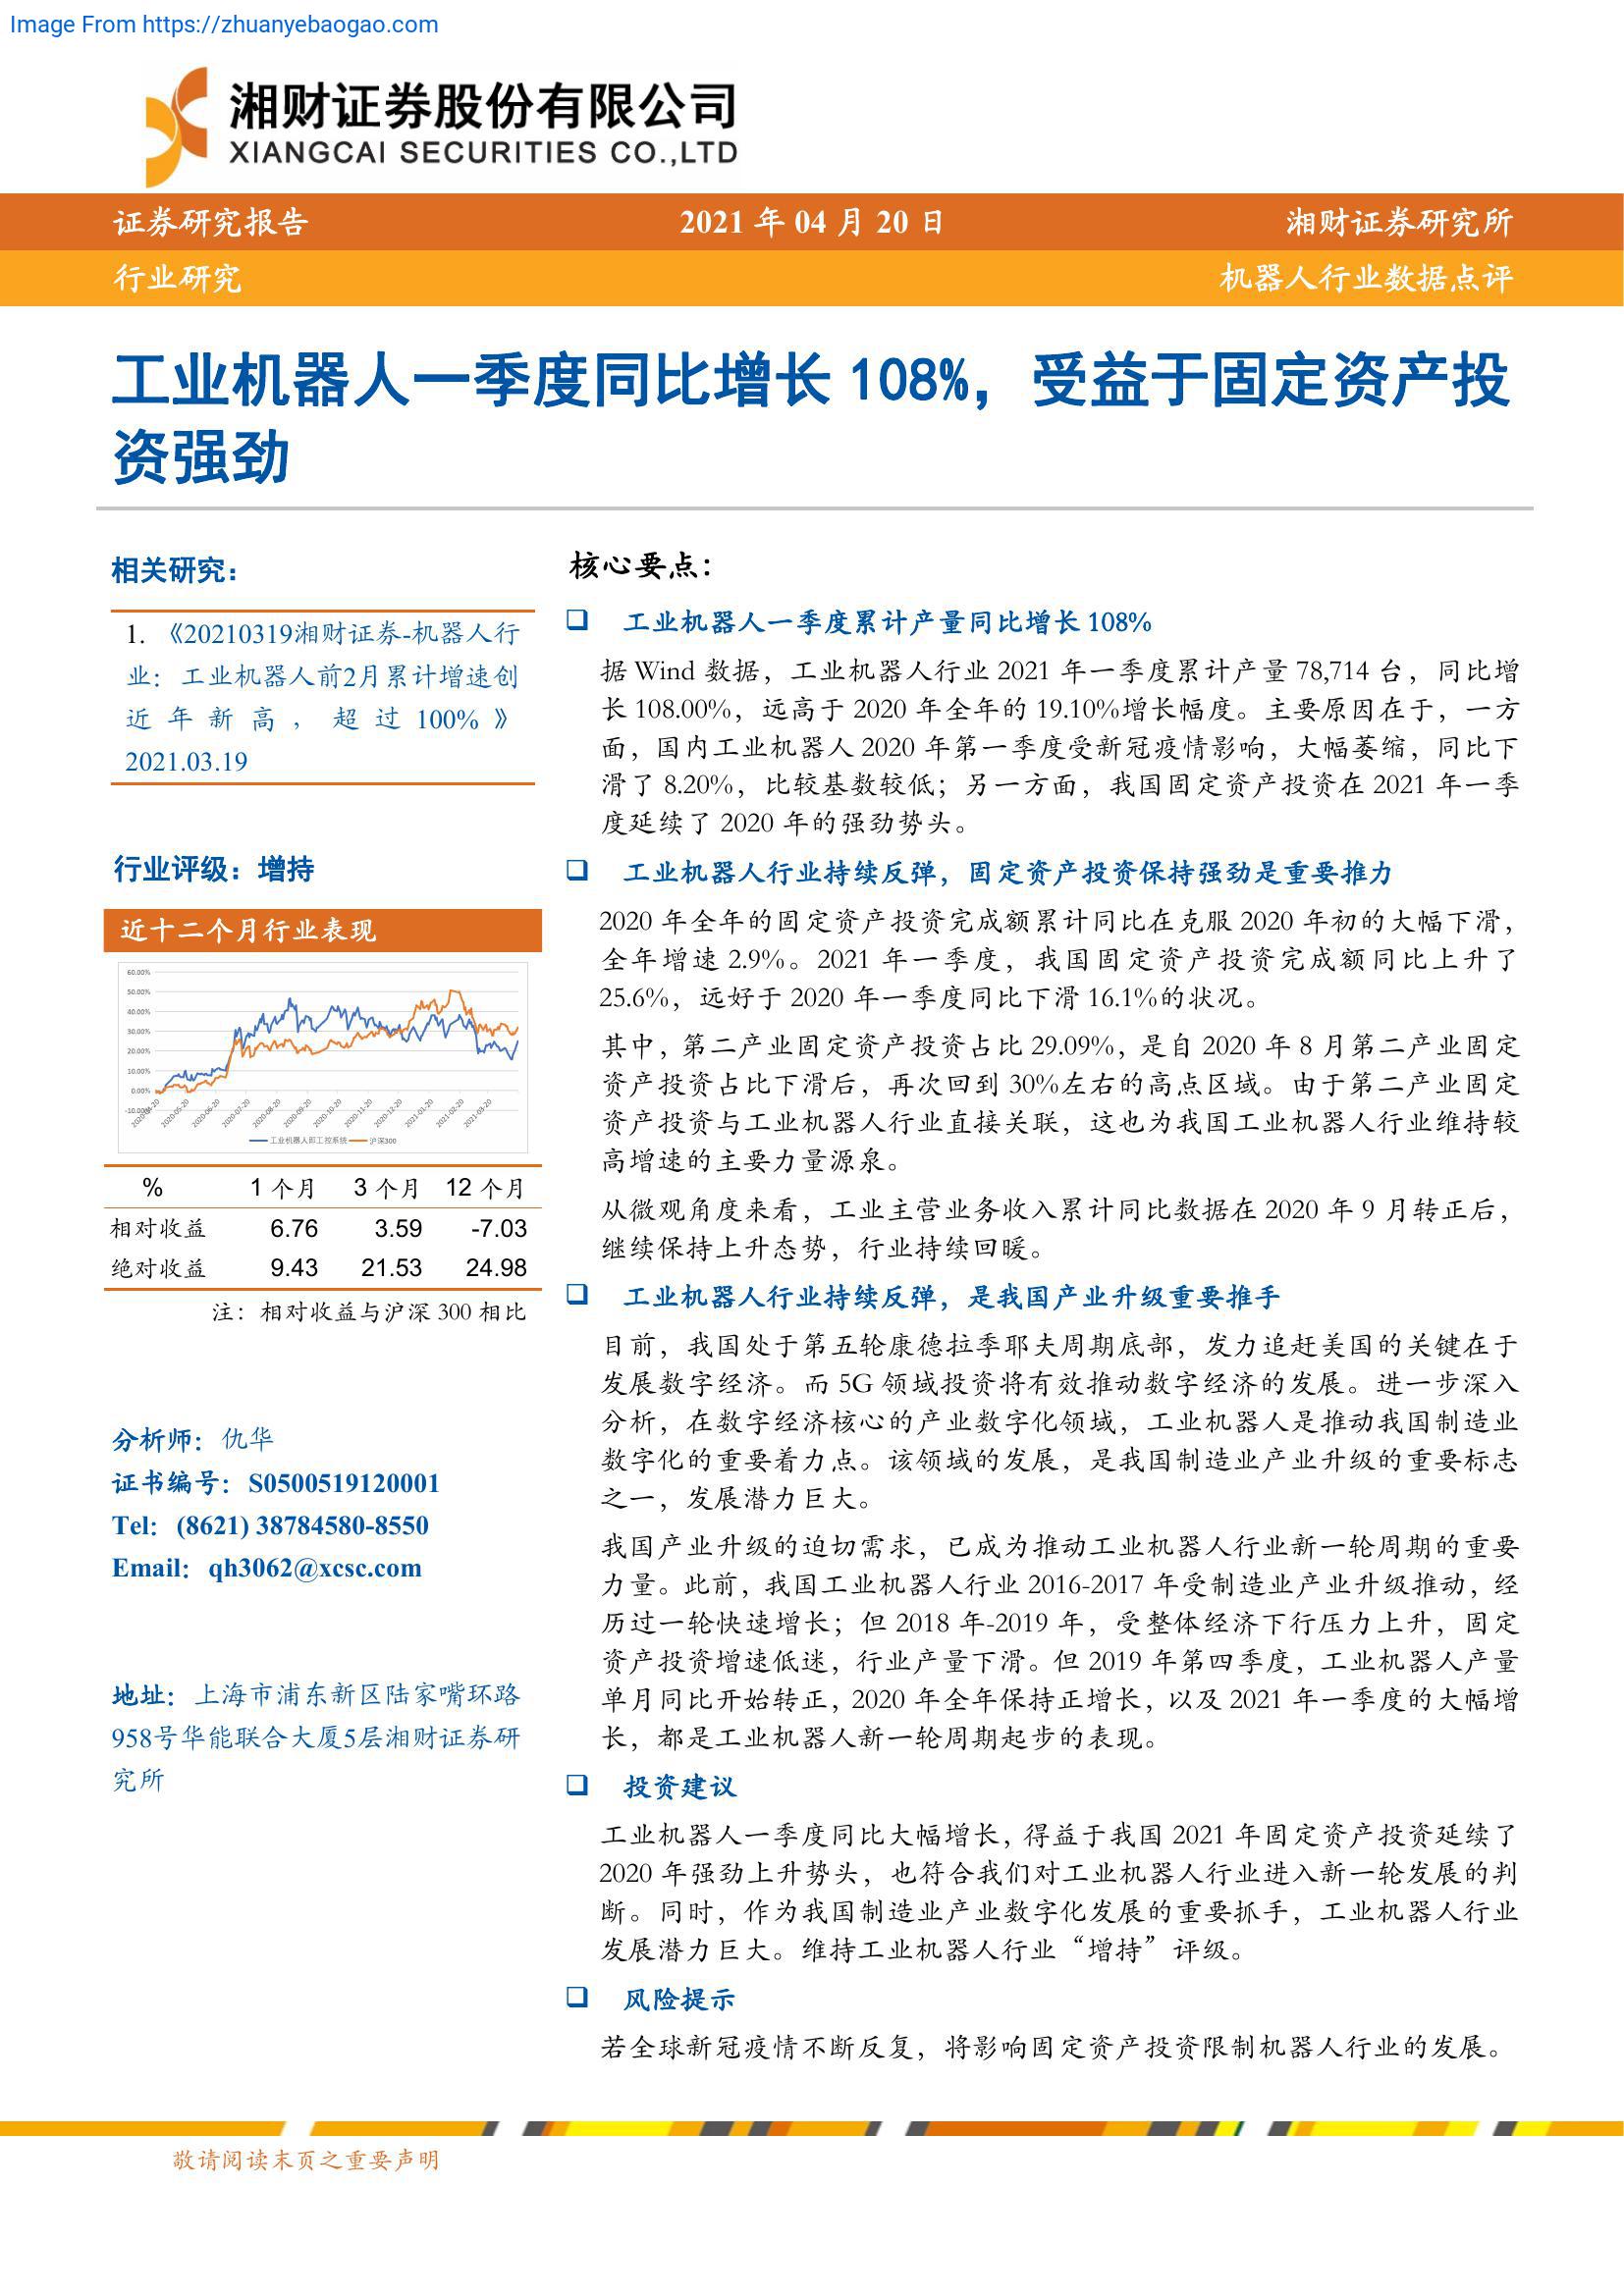 Image From https://zhuanyebaogao.com
湘财证券股份有限公司
XIANGCAI SECURITIES CO.,LTD
证券研究报告 2021 年 04 月 20 日 湘财证券研究所
行业研究 机器人行业数据点评
工业机器人一季度同比增长 108%，受益于固定资产投
资强劲
相关研究：
1. 《20210319湘财证券-机器人行
业：工业机器人前2月累计增速创
近年新高，超过100%》
2021.03.19
行业评级：增持
近十二个月行业表现
60.00%
50.00%
40.00%
30.00%
20.00%
10.00%
0.00%
-10.00%
2020-04-20 2020-05-20 2020-06-20 2020-07-20 2020-08-20 2020-09-20 2020-10-20 2020-11-20 2020-12-20 2021-01-20 2021-02-20 2021-03-20
工业机器人即工控系统 沪深300
% 1 个月 3 个月 12 个月
相对收益 6.76 3.59 -7.03
绝对收益 9.43 21.53 24.98
注：相对收益与沪深 300 相比
分析师：仇华
证书编号：S0500519120001
Tel：(8621) 38784580-8550
Email：qh3062@xcsc.com
地址：上海市浦东新区陆家嘴环路
958号华能联合大厦5层湘财证券研
究所
核心要点：
❑ 工业机器人一季度累计产量同比增长 108%
据 Wind 数据，工业机器人行业 2021 年一季度累计产量 78,714 台，同比增
长 108.00%，远高于 2020 年全年的 19.10%增长幅度。主要原因在于，一方
面，国内工业机器人 2020 年第一季度受新冠疫情影响，大幅萎缩，同比下
滑了 8.20%，比较基数较低；另一方面，我国固定资产投资在 2021 年一季
度延续了 2020 年的强劲势头。
❑ 工业机器人行业持续反弹，固定资产投资保持强劲是重要推力
2020 年全年的固定资产投资完成额累计同比在克服 2020 年初的大幅下滑，
全年增速 2.9%。2021 年一季度，我国固定资产投资完成额同比上升了
25.6%，远好于 2020 年一季度同比下滑 16.1%的状况。
其中，第二产业固定资产投资占比 29.09%，是自 2020 年 8 月第二产业固定
资产投资占比下滑后，再次回到 30%左右的高点区域。由于第二产业固定
资产投资与工业机器人行业直接关联，这也为我国工业机器人行业维持较
高增速的主要力量源泉。
从微观角度来看，工业主营业务收入累计同比数据在 2020 年 9 月转正后，
继续保持上升态势，行业持续回暖。
❑ 工业机器人行业持续反弹，是我国产业升级重要推手
目前，我国处于第五轮康德拉季耶夫周期底部，发力追赶美国的关键在于
发展数字经济。而 5G 领域投资将有效推动数字经济的发展。进一步深入
分析，在数字经济核心的产业数字化领域，工业机器人是推动我国制造业
数字化的重要着力点。该领域的发展，是我国制造业产业升级的重要标志
之一，发展潜力巨大。
我国产业升级的迫切需求，已成为推动工业机器人行业新一轮周期的重要
力量。此前，我国工业机器人行业 2016-2017 年受制造业产业升级推动，经
历过一轮快速增长；但 2018 年-2019 年，受整体经济下行压力上升，固定
资产投资增速低迷，行业产量下滑。但 2019 年第四季度，工业机器人产量
单月同比开始转正，2020 年全年保持正增长，以及 2021 年一季度的大幅增
长，都是工业机器人新一轮周期起步的表现。
❑ 投资建议
工业机器人一季度同比大幅增长，得益于我国 2021 年固定资产投资延续了
2020 年强劲上升势头，也符合我们对工业机器人行业进入新一轮发展的判
断。同时，作为我国制造业产业数字化发展的重要抓手，工业机器人行业
发展潜力巨大。维持工业机器人行业“增持”评级。
❑ 风险提示
若全球新冠疫情不断反复，将影响固定资产投资限制机器人行业的发展。
敬请阅读末页之重要声明